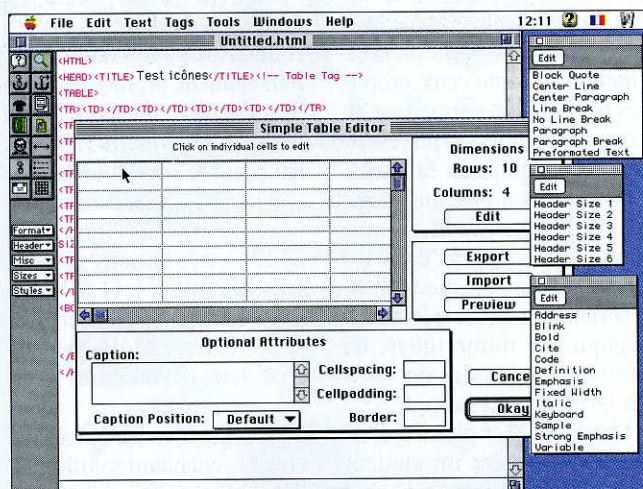 File Edit Text Tags Tools Windows Help 12:11
Untitled.html
<HTML>
<HEAD><TITLE>Test icônes</TITLE><!-- Table Tag -->
<TABLE>
<TR><TD></TD><TD></TD><TD></TD><TD></TD></TR>
Simple Table Editor
Click on individual cells to edit
Dimensions
Rows: 10
Columns: 4
Edit
Export
Import
Preview
Optional Attributes
Caption:
Cellspacing:
Cellpadding:
Caption Position: Default
Border:
Cance
Okay
Format
Header
Misc
Sizes
Styles
Edit
Block Quote
Center Line
Center Paragraph
Line Break
No Line Break
Paragraph
Paragraph Break
Preformated Text
Edit
Header Size 1
Header Size 2
Header Size 3
Header Size 4
Header Size 5
Header Size 6
Edit
Address
Blink
Bold
Cite
Code
Definition
Emphasis
Fixed Width
Italic
Keyboard
Sample
Strong Emphasis
Variable